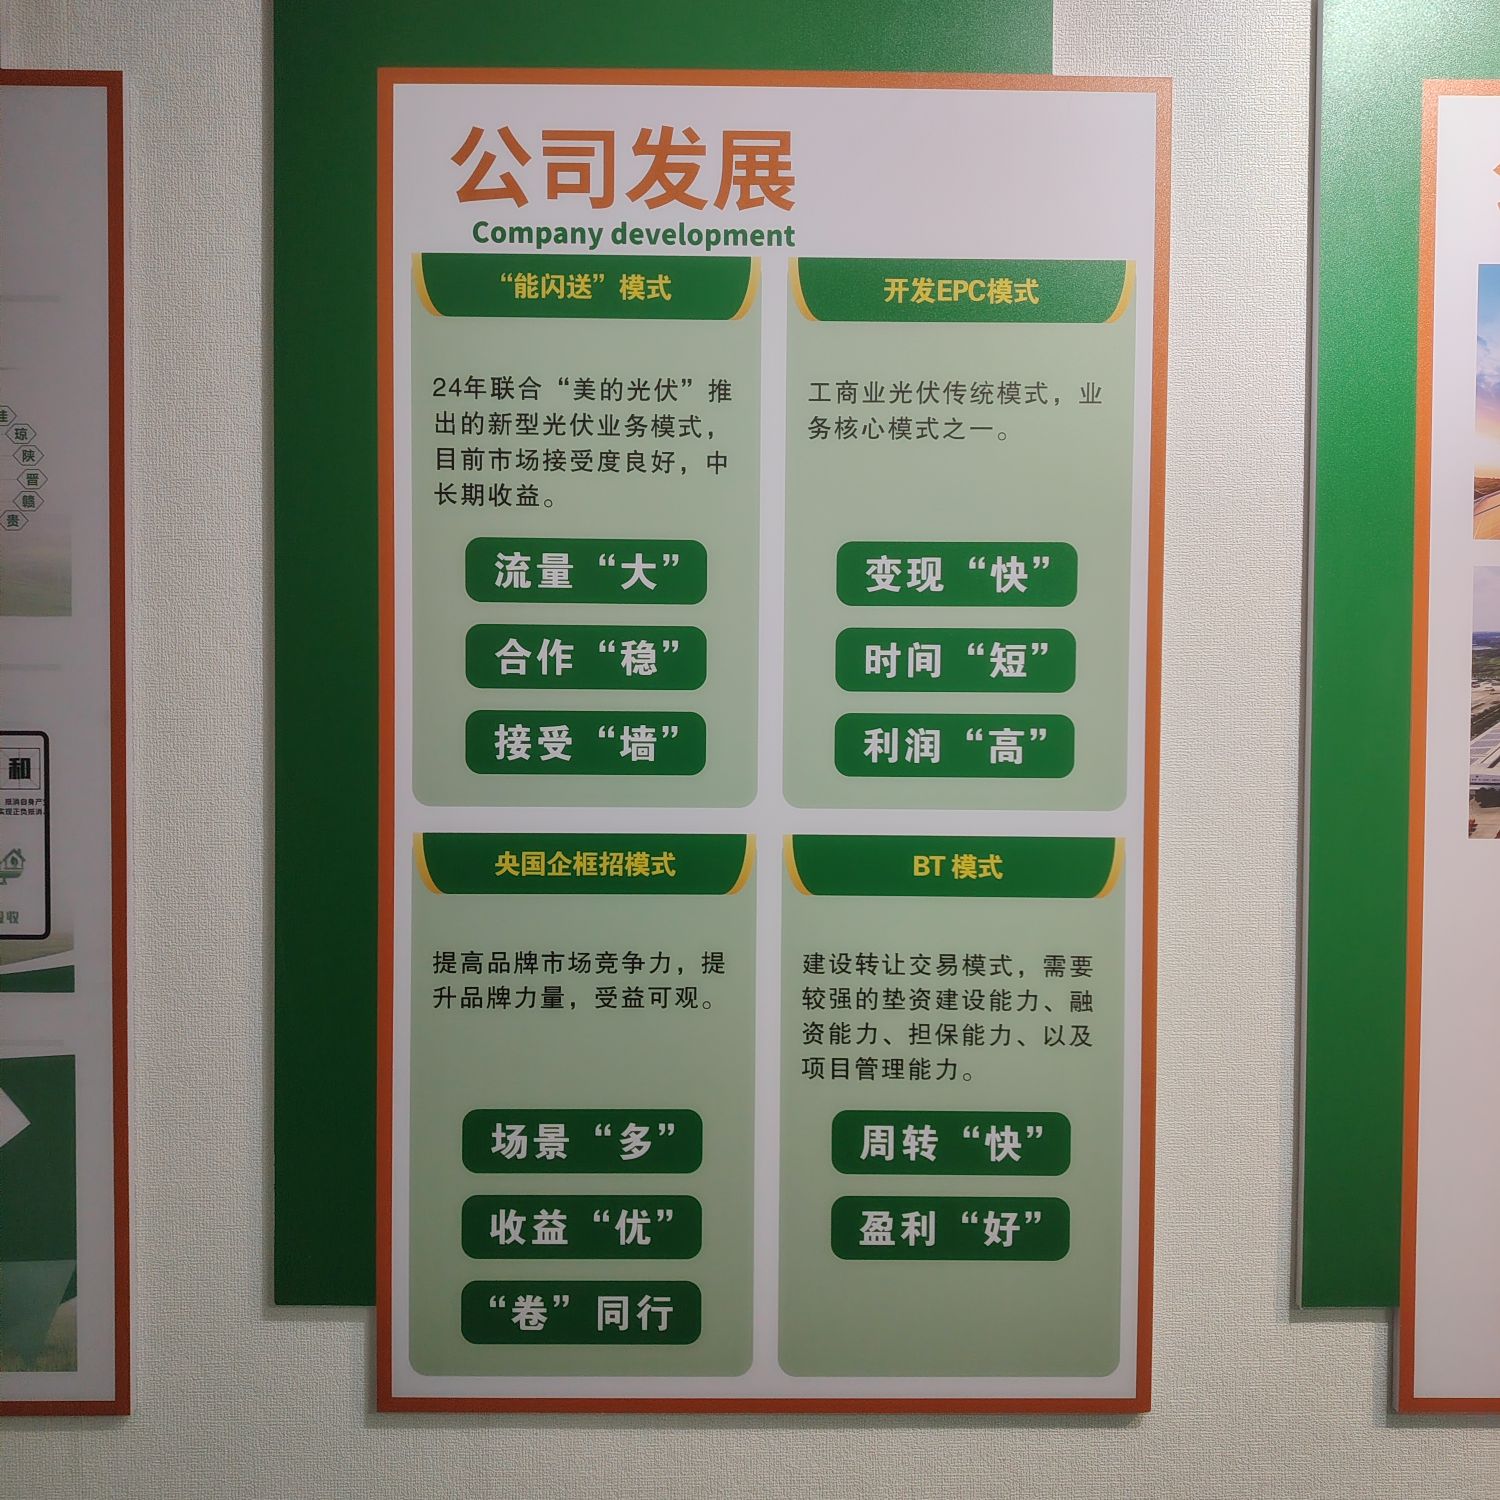 公司发展
Company development
“能闪送”模式
24年联合“美的光伏”推
出的新型光伏业务模式，
目前市场接受度良好，中
长期收益。
流量“大”
合作“稳”
接受“墙”
开发EPC模式
工商业光伏传统模式，业
务核心模式之一。
变现“快”
时间“短”
利润“高”
央国企框招模式
提高品牌市场竞争力，提
升品牌力量，受益可观。
场景“多”
收益“优”
“卷”同行
BT 模式
建设转让交易模式，需要
较强的垫资建设能力、融
资能力、担保能力、以及
项目管理能力。
周转“快”
盈利“好”
琼
陕
晋
赣
贵
和